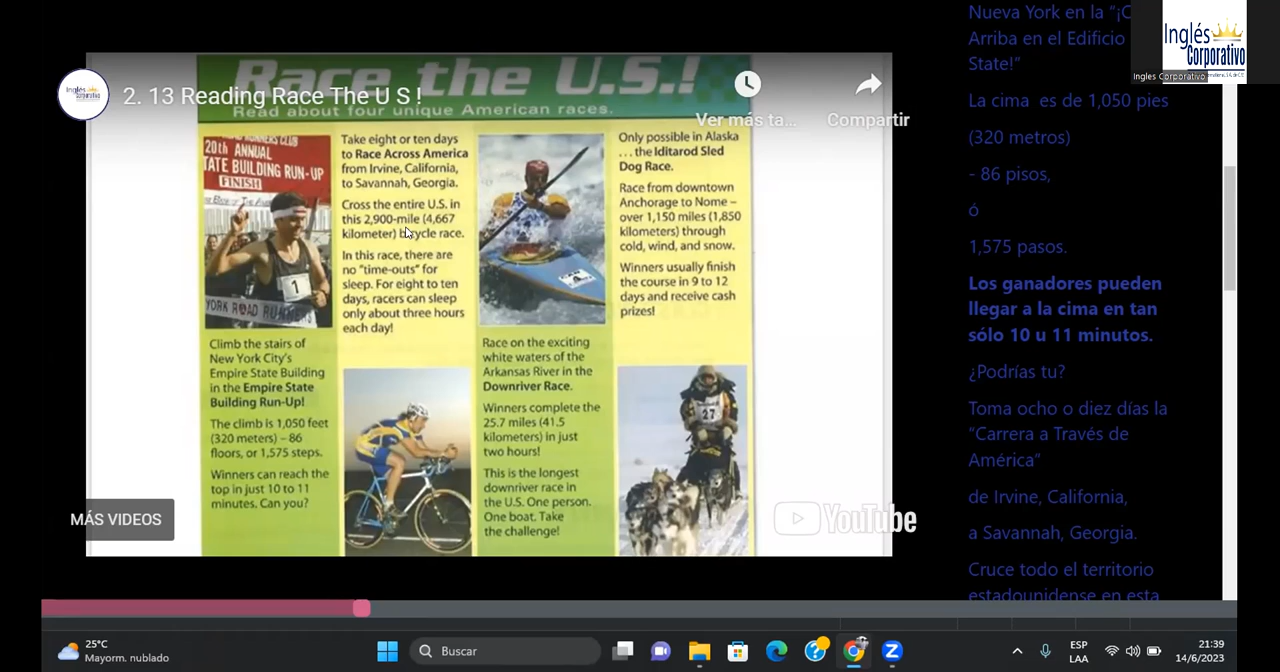 2. 13 Reading Race The U S !
Ver más ta...
Compartir
Race the U.S.!
Read about four unique American races.
20th ANNUAL
TATE BUILDING RUN-UP
FINISH
1
YORK ROAD RUNNERS
Climb the stairs of
New York City's
Empire State Building
in the Empire State
Building Run-Up!
The climb is 1,050 feet
(320 meters) – 86
floors, or 1,575 steps.
Winners can reach the
top in just 10 to 11
minutes. Can you?
Take eight or ten days
to Race Across America
from Irvine, California,
to Savannah, Georgia.
Cross the entire U.S. in
this 2,900-mile (4,667
kilometer) bicycle race.
In this race, there are
no "time-outs" for
sleep. For eight to ten
days, racers can sleep
only about three hours
each day!
Race on the exciting
white waters of the
Arkansas River in the
Downriver Race.
Winners complete the
25.7 miles (41.5
kilometers) in just
two hours!
This is the longest
downriver race in
the U.S. One person.
One boat. Take
the challenge!
Only possible in Alaska
... the Iditarod Sled
Dog Race.
Race from downtown
Anchorage to Nome –
over 1,150 miles (1,850
kilometers) through
cold, wind, and snow.
Winners usually finish
the course in 9 to 12
days and receive cash
prizes!
27
MÁS VIDEOS
YouTube
Nueva York en la "¡C
Arriba en el Edificio
State!"
La cima es de 1,050 pies
(320 metros)
- 86 pisos,
ó
1,575 pasos.
Los ganadores pueden
llegar a la cima en tan
sólo 10 u 11 minutos.
¿Podrías tu?
Toma ocho o diez días la
"Carrera a Través de
América"
de Irvine, California,
a Savannah, Georgia.
Cruce todo el territorio
estadounidense en esta
Inglés
Corporativo
Ingles Corporativo
25°C
Mayorm. nublado
Buscar
ESP
LAA
21:39
14/6/2023